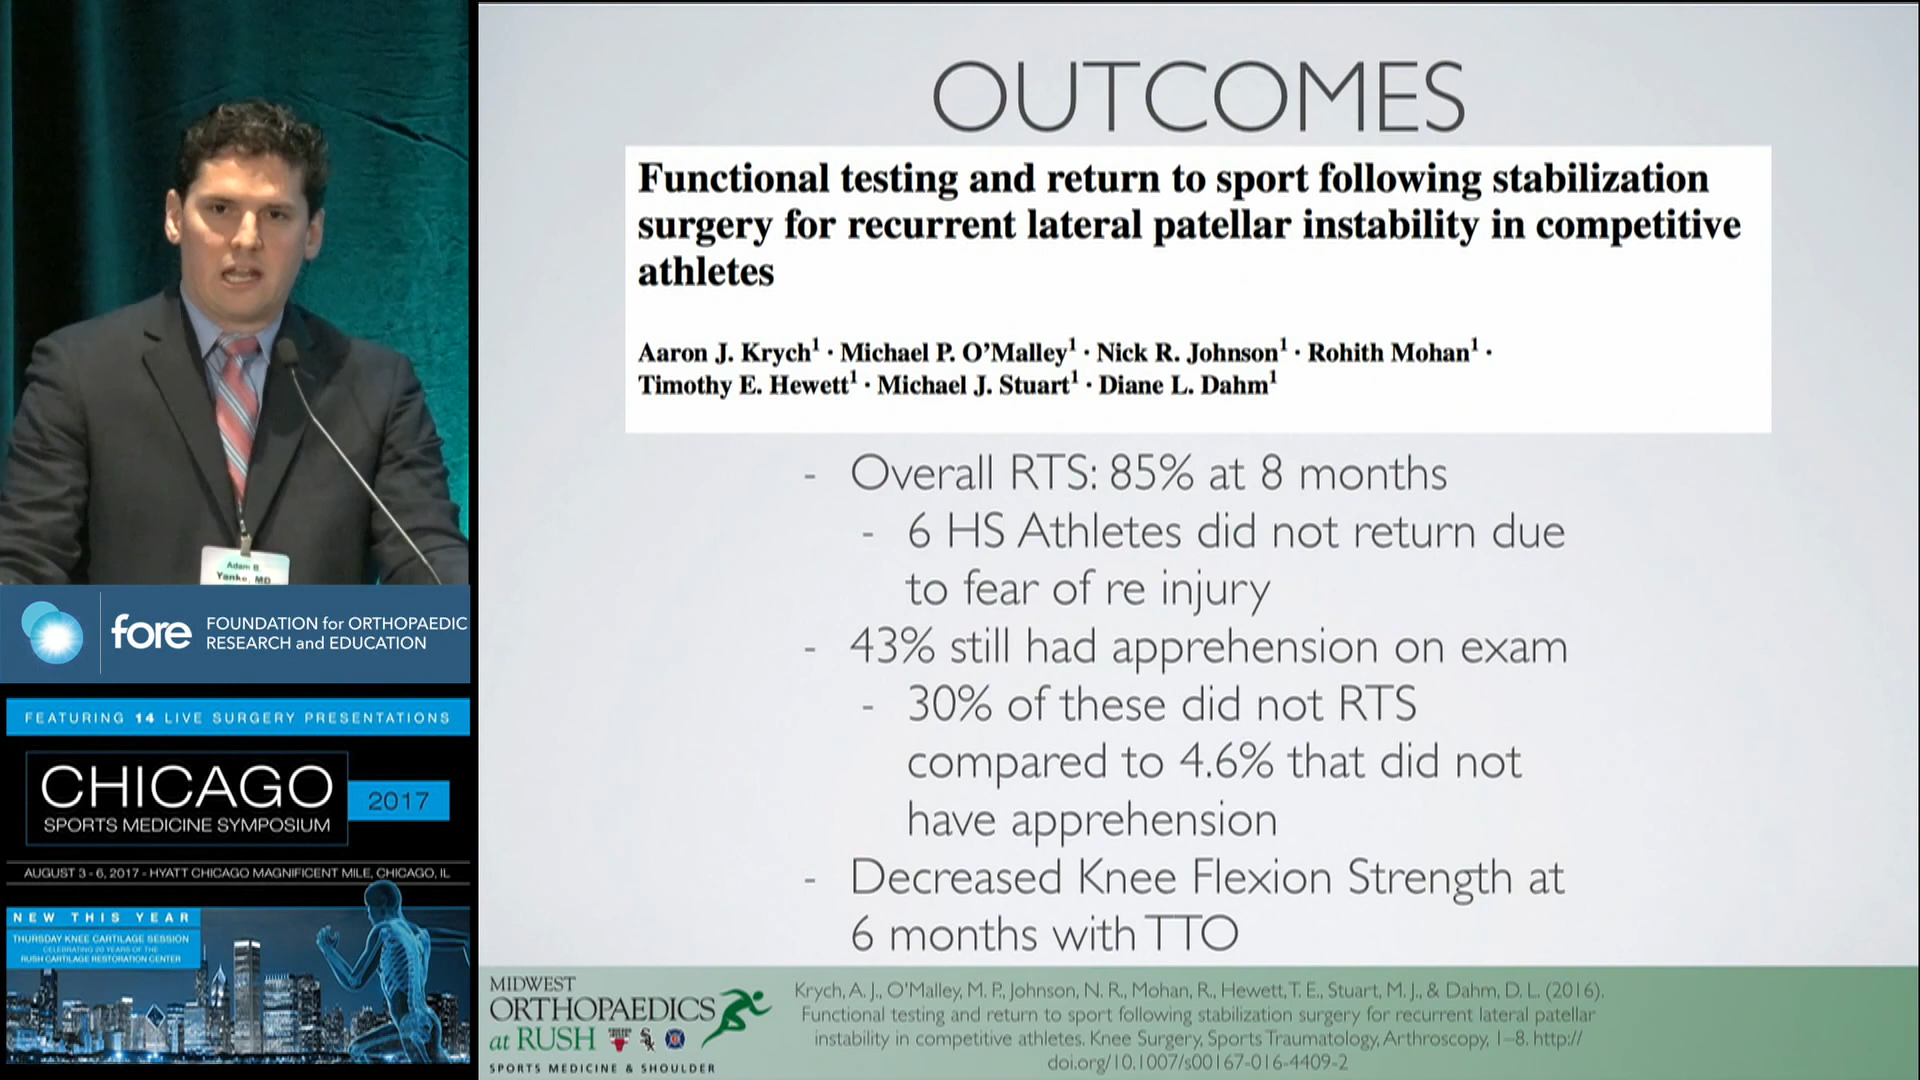 OUTCOMES
Functional testing and return to sport following stabilization
surgery for recurrent lateral patellar instability in competitive
athletes
Aaron J. Krych1 · Michael P. O'Malley1 · Nick R. Johnson1 · Rohith Mohan1 ·
Timothy E. Hewett1 · Michael J. Stuart1 · Diane L. Dahm1
- Overall RTS: 85% at 8 months
- 6 HS Athletes did not return due
to fear of re injury
- 43% still had apprehension on exam
- 30% of these did not RTS
compared to 4.6% that did not
have apprehension
- Decreased Knee Flexion Strength at
6 months with TTO
MIDWEST
ORTHOPAEDICS
at RUSH
SPORTS MEDICINE & SHOULDER
Krych, A. J., O'Malley, M. P., Johnson, N. R., Mohan, R., Hewett, T. E., Stuart, M. J., & Dahm, D. L. (2016).
Functional testing and return to sport following stabilization surgery for recurrent lateral patellar
instability in competitive athletes. Knee Surgery, Sports Traumatology, Arthroscopy, 1–8. http://
doi.org/10.1007/s00167-016-4409-2
Adam B.
Yanke, MD
fore
FOUNDATION for ORTHOPAEDIC
RESEARCH and EDUCATION
FEATURING 14 LIVE SURGERY PRESENTATIONS
CHICAGO
2017
SPORTS MEDICINE SYMPOSIUM
AUGUST 3 - 6, 2017 - HYATT CHICAGO MAGNIFICENT MILE, CHICAGO, IL
NEW THIS YEAR
THURSDAY KNEE CARTILAGE SESSION
CELEBRATING 20 YEARS OF THE
RUSH CARTILAGE RESTORATION CENTER